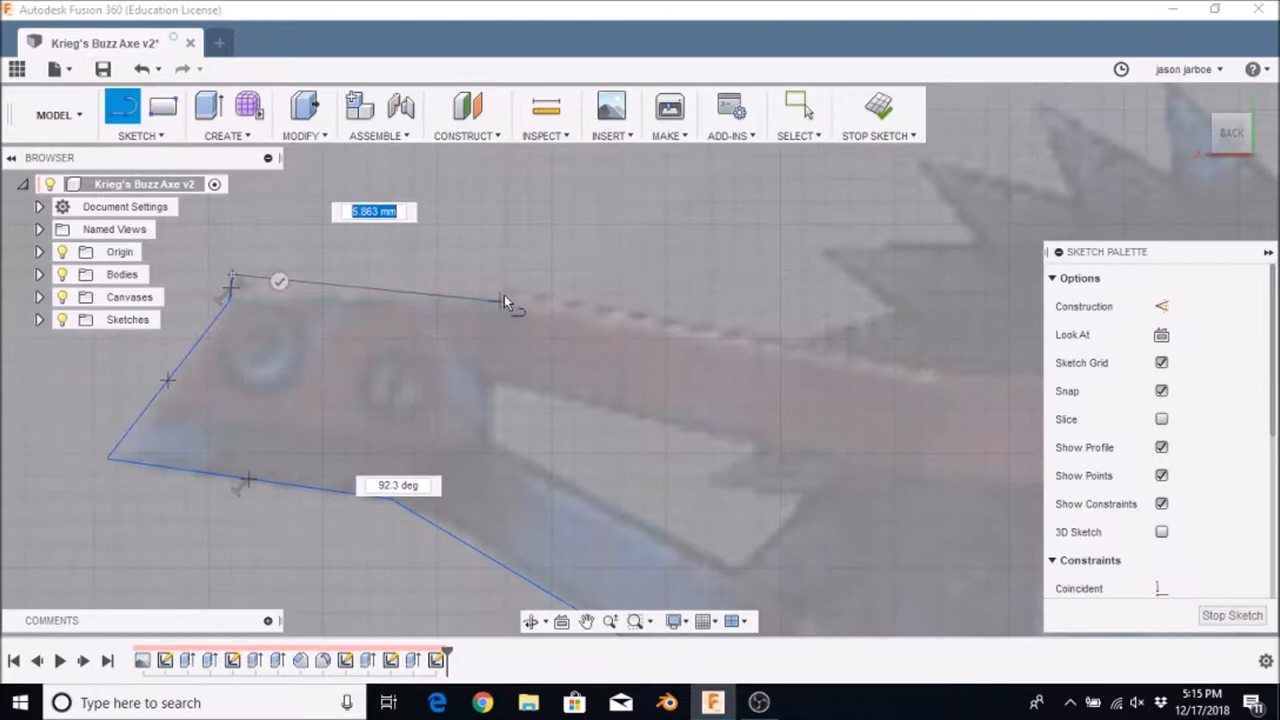 Autodesk Fusion 360 (Education License)
Krieg's Buzz Axe v2*
jason jarboe
MODEL
SKETCH
CREATE
MODIFY
ASSEMBLE
CONSTRUCT
INSPECT
INSERT
MAKE
ADD-INS
SELECT
STOP SKETCH
BACK
X
BROWSER
Krieg's Buzz Axe v2
Document Settings
Named Views
Origin
Bodies
Canvases
Sketches
5.863 mm
92.3 deg
SKETCH PALETTE
Options
Construction
Look At
Sketch Grid
Snap
Slice
Show Profile
Show Points
Show Constraints
3D Sketch
Constraints
Coincident
Stop Sketch
COMMENTS
Type here to search
5:15 PM
12/17/2018
11